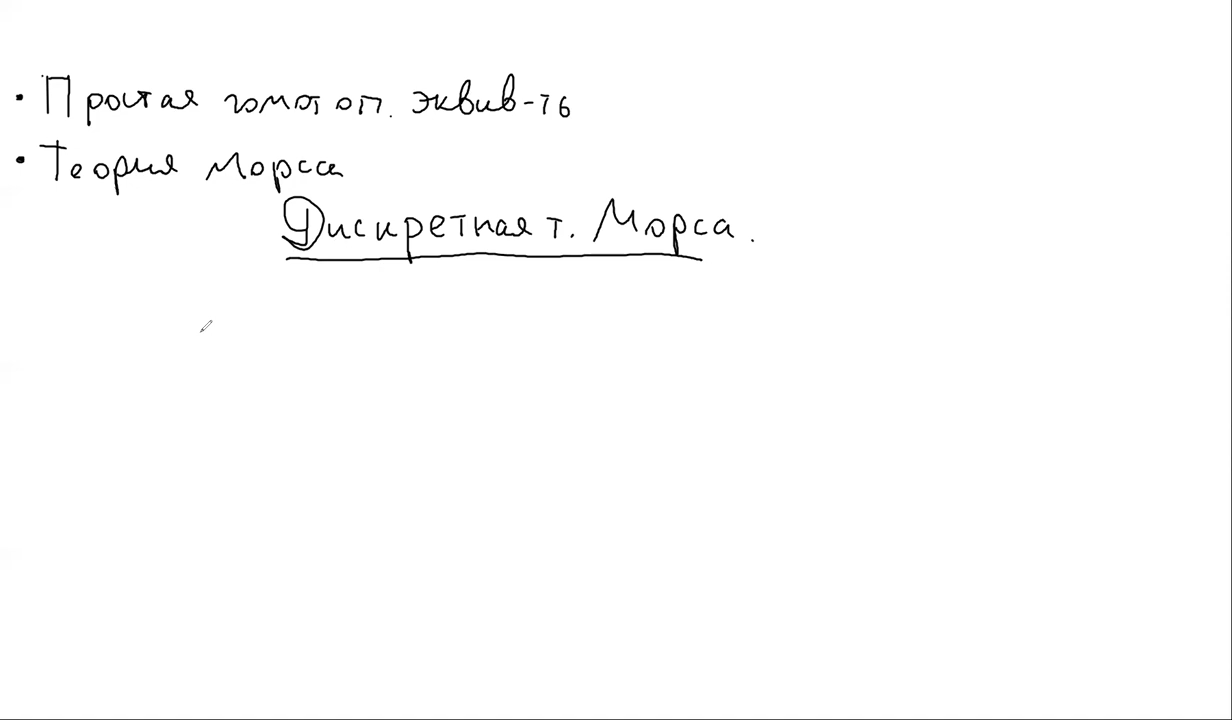 • Простая гомотоп. эквив-ть
• Теория Морса
Дискретная т. Морса.